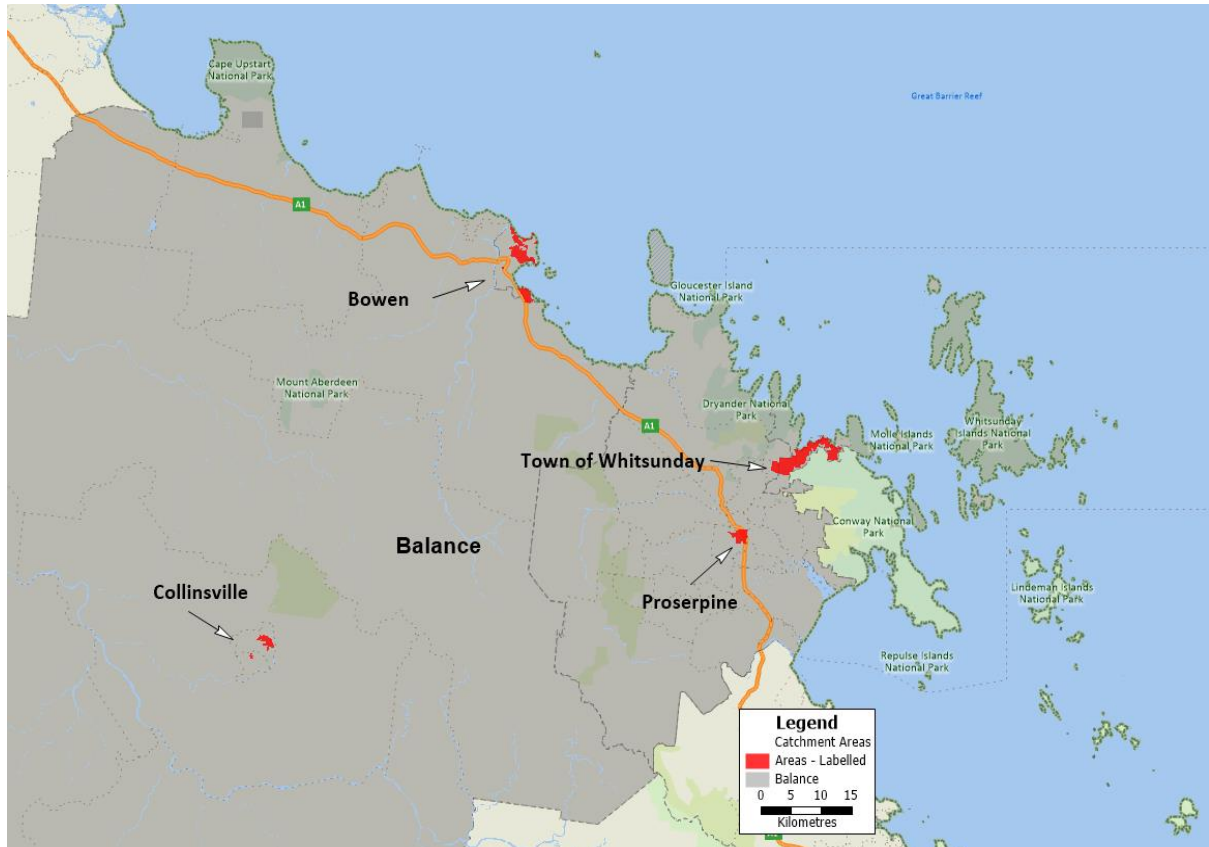 Cape Upstart
National Park
Great Barrier Reef
A1
Bowen
Gloucester Island
National Park
Mount Aberdeen
National Park
Dryander National
Park
A1
Molle Islands
National Park
Whitsunday
Islands National
Park
Town of Whitsunday
Conway National
Park
Balance
Collinsville
Proserpine
Lindeman Islands
National Park
Repulse Islands
National Park
Legend
Catchment Areas
Areas - Labelled
Balance
0 5 10 15
Kilometres
A1